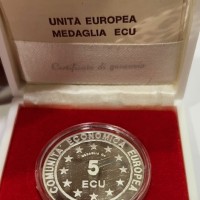 UNITA EUROPEA
MEDAGLIA ECU
Certificato di garanzia
COMUNITA' ECONOMICA EUROPEA
5
ECU